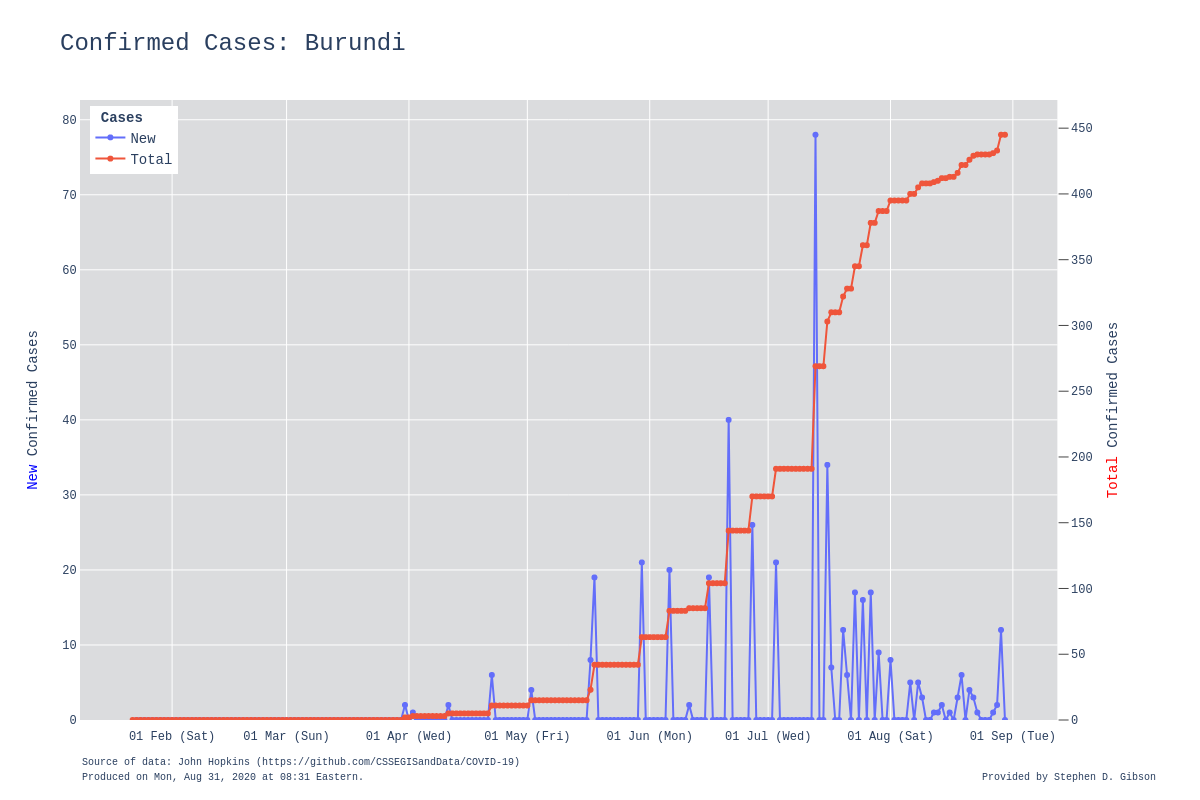 Confirmed Cases: Burundi
Cases
New
Total
80
70
60
50
40
30
20
10
0
450
400
350
300
250
200
150
100
50
0
New Confirmed Cases
Total Confirmed Cases
01 Feb (Sat)
01 Mar (Sun)
01 Apr (Wed)
01 May (Fri)
01 Jun (Mon)
01 Jul (Wed)
01 Aug (Sat)
01 Sep (Tue)
Source of data: John Hopkins (https://github.com/CSSEGISandData/COVID-19)
Produced on Mon, Aug 31, 2020 at 08:31 Eastern.
Provided by Stephen D. Gibson